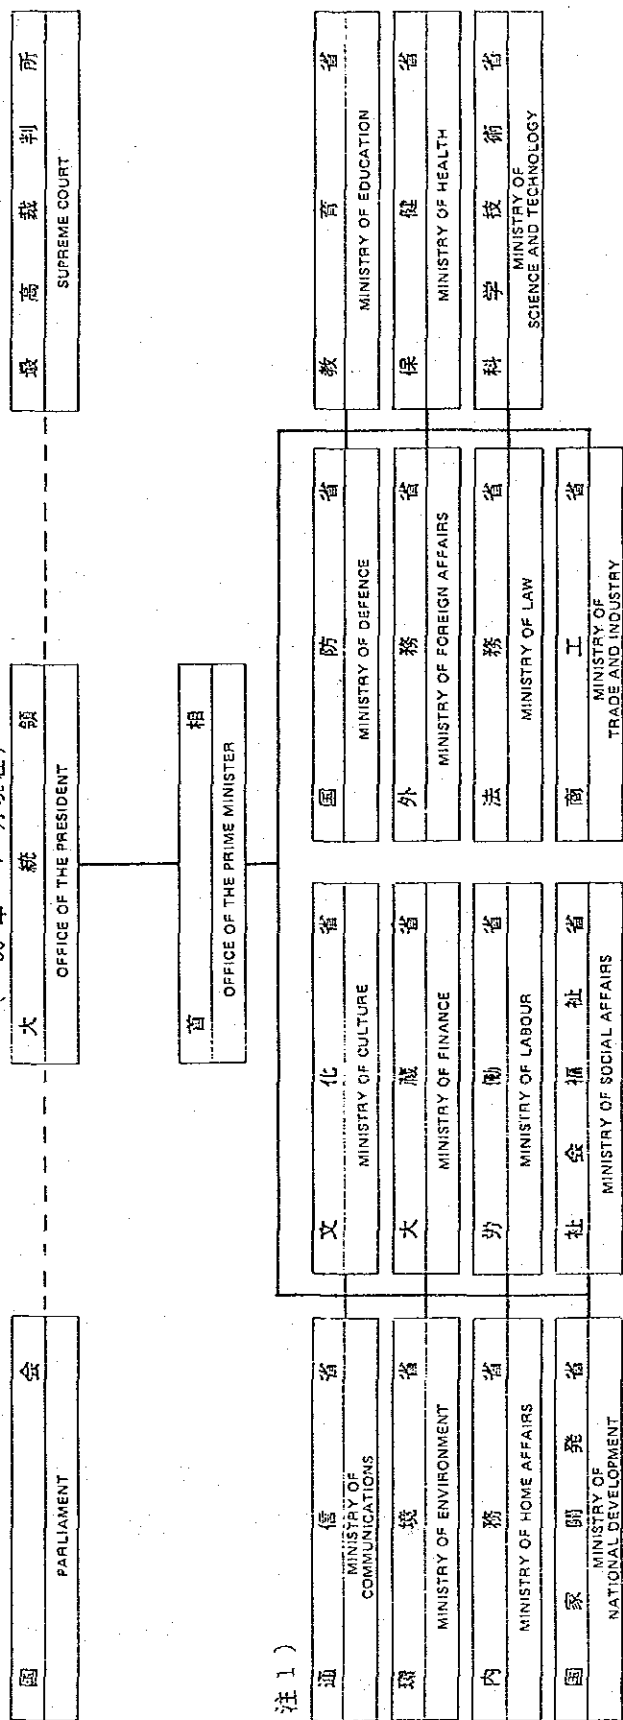 国 会
PARLIAMENT
大 統 領
OFFICE OF THE PRESIDENT
最 高 裁 判 所
SUPREME COURT
首 相
OFFICE OF THE PRIME MINISTER
注1)
通 信 省
MINISTRY OF
COMMUNICATIONS
文 化 省
MINISTRY OF CULTURE
国 防 省
MINISTRY OF DEFENCE
教 育 省
MINISTRY OF EDUCATION
環 境 省
MINISTRY OF ENVIRONMENT
大 蔵 省
MINISTRY OF FINANCE
外 務 省
MINISTRY OF FOREIGN AFFAIRS
保 健 省
MINISTRY OF HEALTH
内 務 省
MINISTRY OF HOME AFFAIRS
労 働 省
MINISTRY OF LABOUR
法 務 省
MINISTRY OF LAW
科 学 技 術 省
MINISTRY OF
SCIENCE AND TECHNOLOGY
国 家 開 発 省
MINISTRY OF
NATIONAL DEVELOPMENT
社 会 福 祉 省
MINISTRY OF SOCIAL AFFAIRS
商 工 省
MINISTRY OF
TRADE AND INDUSTRY